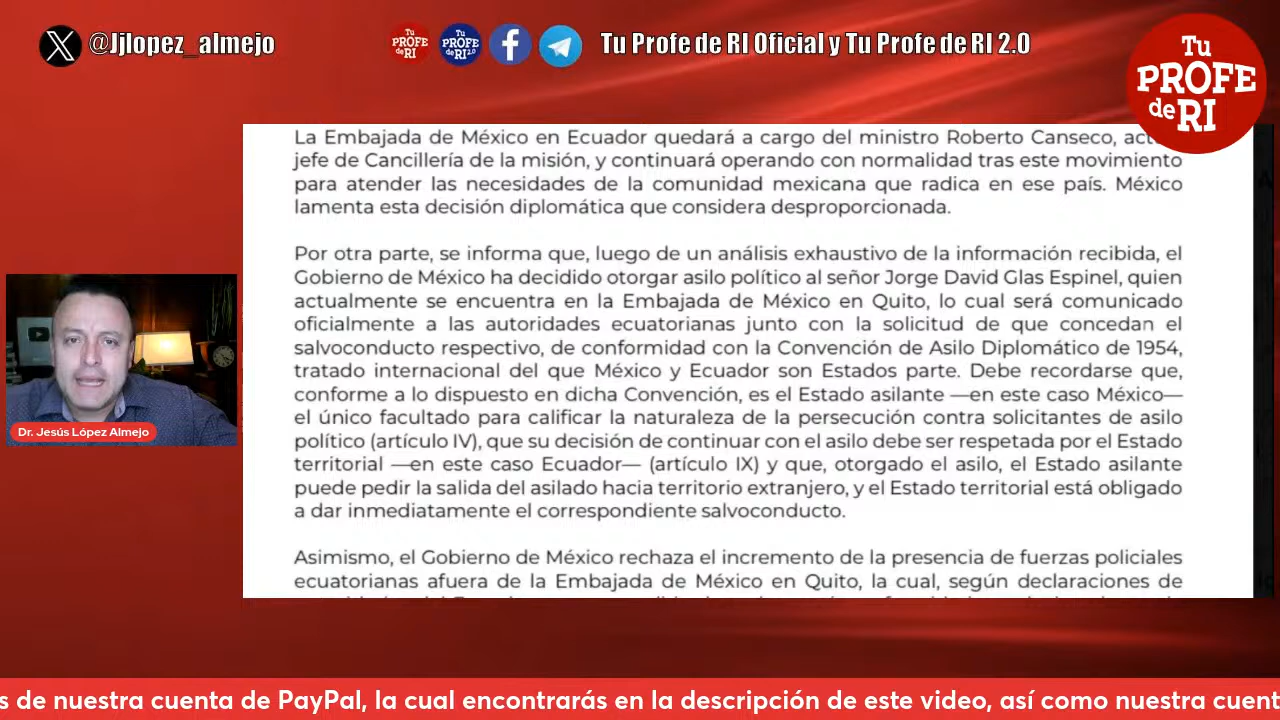 @Jjlopez_almejo
Tu
PROFE
de RI
Tu
PROFE
de RI 2.0
Tu Profe de RI Oficial y Tu Profe de RI 2.0
Tu
PROFE
de RI
La Embajada de México en Ecuador quedará a cargo del ministro Roberto Canseco,
jefe de Cancillería de la misión, y continuará operando con normalidad tras este movimiento
para atender las necesidades de la comunidad mexicana que radica en ese país. México
lamenta esta decisión diplomática que considera desproporcionada.
Por otra parte, se informa que, luego de un análisis exhaustivo de la información recibida, el
Gobierno de México ha decidido otorgar asilo político al señor Jorge David Glas Espinel, quien
actualmente se encuentra en la Embajada de México en Quito, lo cual será comunicado
oficialmente a las autoridades ecuatorianas junto con la solicitud de que concedan el
salvoconducto respectivo, de conformidad con la Convención de Asilo Diplomático de 1954,
tratado internacional del que México y Ecuador son Estados parte. Debe recordarse que,
conforme a lo dispuesto en dicha Convención, es el Estado asilante —en este caso México—
el único facultado para calificar la naturaleza de la persecución contra solicitantes de asilo
político (artículo IV), que su decisión de continuar con el asilo debe ser respetada por el Estado
territorial —en este caso Ecuador— (artículo IX) y que, otorgado el asilo, el Estado asilante
puede pedir la salida del asilado hacia territorio extranjero, y el Estado territorial está obligado
a dar inmediatamente el correspondiente salvoconducto.
Asimismo, el Gobierno de México rechaza el incremento de la presencia de fuerzas policiales
ecuatorianas afuera de la Embajada de México en Quito, la cual, según declaraciones de
Dr. Jesús López Almejo
s de nuestra cuenta de PayPal, la cual encontrarás en la descripción de este video, así como nuestra cuent